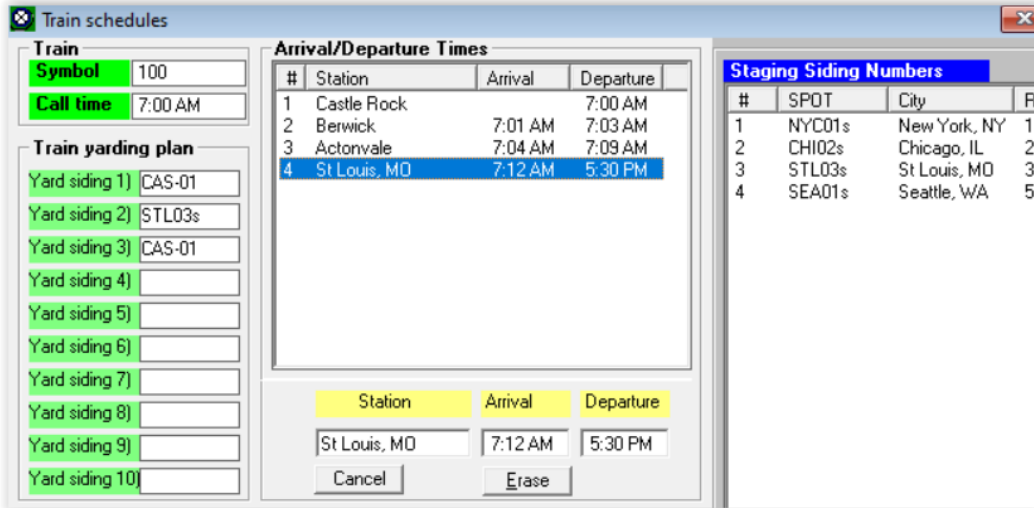 Train schedules
Train
Symbol 100
Call time 7:00 AM
Train yarding plan
Yard siding 1) CAS-01
Yard siding 2) STL03s
Yard siding 3) CAS-01
Yard siding 4)
Yard siding 5)
Yard siding 6)
Yard siding 7)
Yard siding 8)
Yard siding 9)
Yard siding 10)
Arrival/Departure Times
# Station Arrival Departure
1 Castle Rock 7:00 AM
2 Berwick 7:01 AM 7:03 AM
3 Actonvale 7:04 AM 7:09 AM
4 St Louis, MO 7:12 AM 5:30 PM
Station Arrival Departure
St Louis, MO 7:12 AM 5:30 PM
Cancel Erase
Staging Siding Numbers
# SPOT City
1 NYC01s New York, NY 1
2 CHI02s Chicago, IL 2
3 STL03s St Louis, MO 3
4 SEA01s Seattle, WA 5